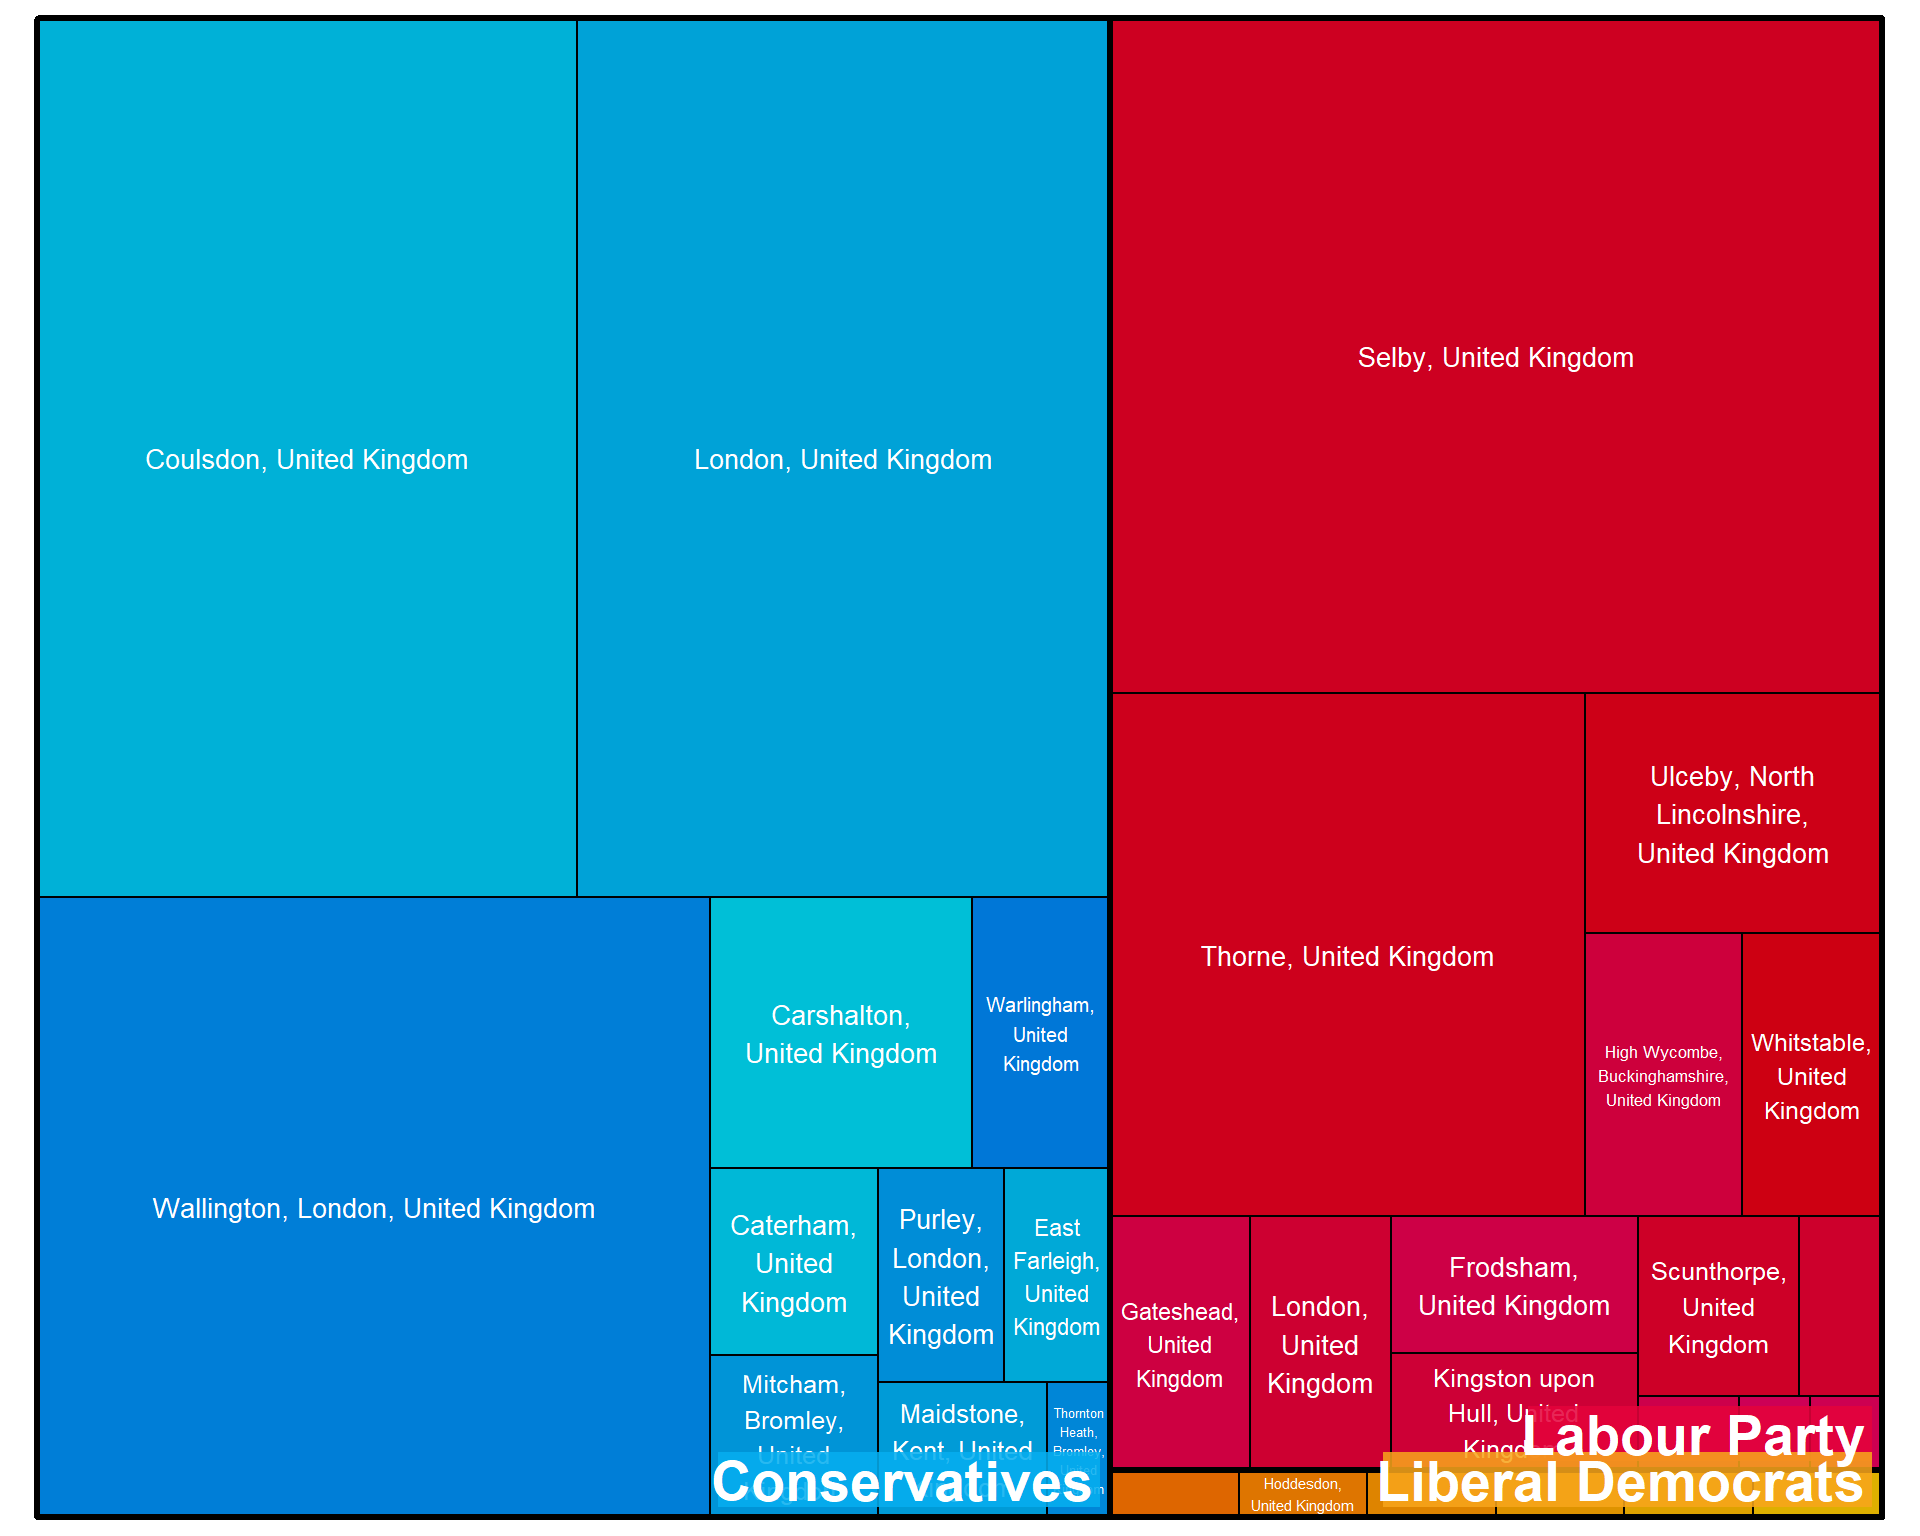 Coulsdon, United Kingdom
London, United Kingdom
Wallington, London, United Kingdom
Carshalton,
United Kingdom
Warlingham,
United
Kingdom
Caterham,
United
Kingdom
Purley,
London,
United
Kingdom
East
Farleigh,
United
Kingdom
Mitcham,
Bromley,
United
Maidstone,
Kent, United
Thornton
Heath,
Bromley,
United
Conservatives
Selby, United Kingdom
Thorne, United Kingdom
Ulceby, North
Lincolnshire,
United Kingdom
High Wycombe,
Buckinghamshire,
United Kingdom
Whitstable,
United
Kingdom
Gateshead,
United
Kingdom
London,
United
Kingdom
Frodsham,
United Kingdom
Kingston upon
Hull, United
Kingdom
Scunthorpe,
United
Kingdom
Labour Party
Hoddesdon,
United Kingdom
Liberal Democrats